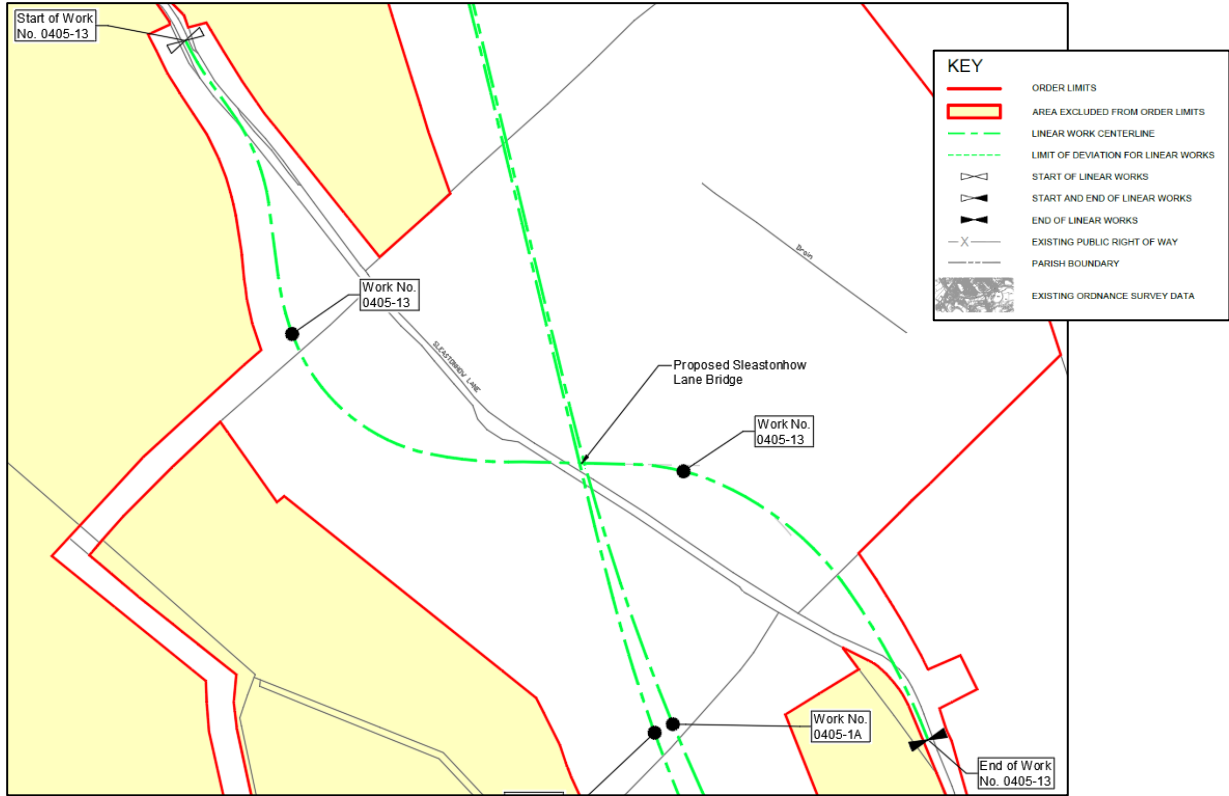 Start of Work
No. 0405-13
KEY
ORDER LIMITS
AREA EXCLUDED FROM ORDER LIMITS
LINEAR WORK CENTERLINE
LIMIT OF DEVIATION FOR LINEAR WORKS
START OF LINEAR WORKS
START AND END OF LINEAR WORKS
END OF LINEAR WORKS
X
EXISTING PUBLIC RIGHT OF WAY
PARISH BOUNDARY
EXISTING ORDNANCE SURVEY DATA
Drain
Work No.
0405-13
SLEASTONHOW LANE
Proposed Sleastonhow
Lane Bridge
Work No.
0405-13
Work No.
0405-1A
End of Work
No. 0405-13